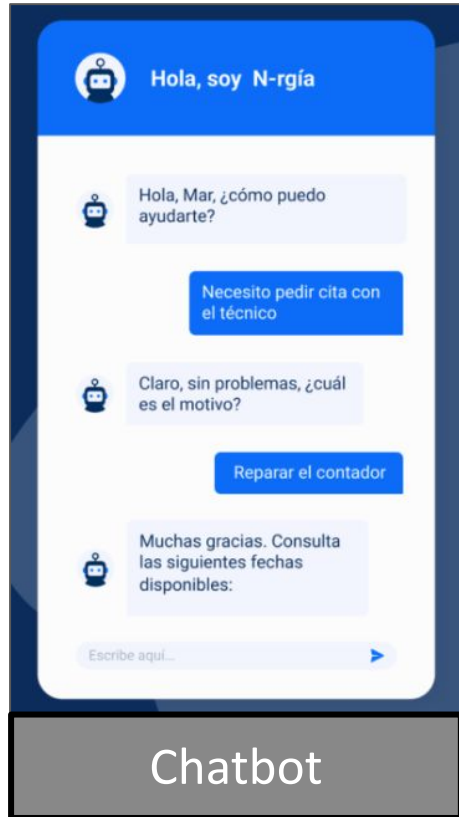 Hola, soy N-rgía
Hola, Mar, ¿cómo puedo
ayudarte?
Necesito pedir cita con
el técnico
Claro, sin problemas, ¿cuál
es el motivo?
Reparar el contador
Muchas gracias. Consulta
las siguientes fechas
disponibles:
Escribe aquí...
Chatbot